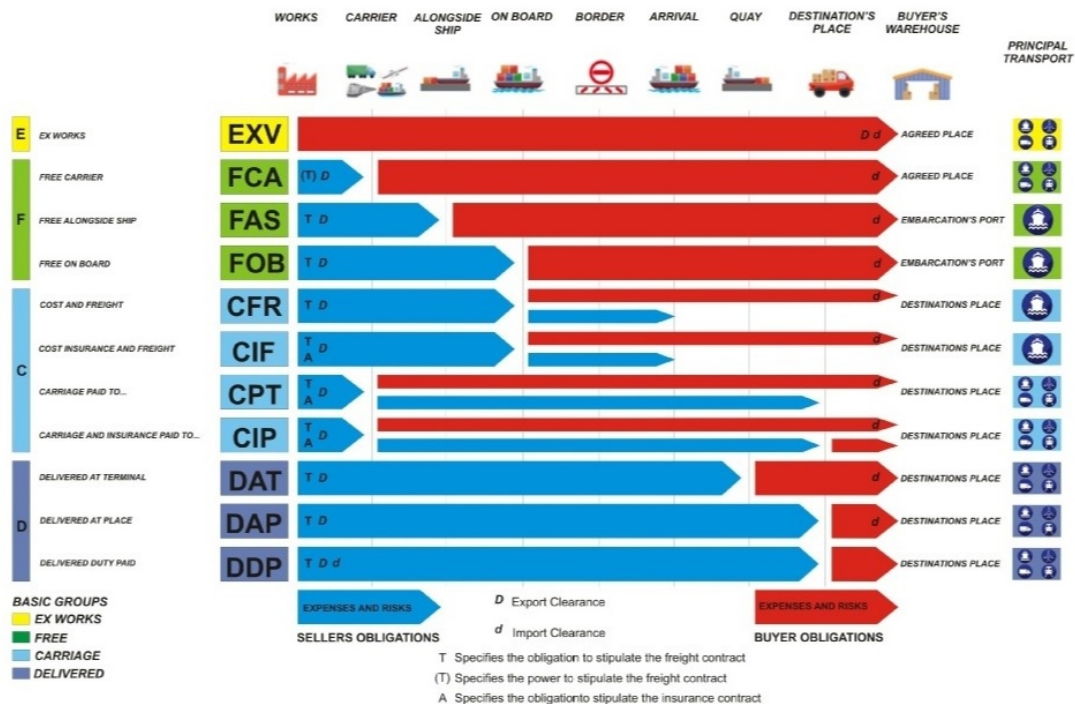 WORKS
CARRIER
ALONGSIDE
SHIP
ON BOARD
BORDER
ARRIVAL
QUAY
DESTINATION'S
PLACE
BUYER'S
WAREHOUSE
PRINCIPAL
TRANSPORT
E EX WORKS EXV D d AGREED PLACE
F
FREE CARRIER FCA (T) D d AGREED PLACE
FREE ALONGSIDE SHIP FAS T D d EMBARCATION'S PORT
FREE ON BOARD FOB T D d EMBARCATION'S PORT
C
COST AND FREIGHT CFR T D d DESTINATIONS PLACE
COST INSURANCE AND FREIGHT CIF T A D d DESTINATIONS PLACE
CARRIAGE PAID TO... CPT T A D d DESTINATIONS PLACE
CARRIAGE AND INSURANCE PAID TO... CIP T A D d DESTINATIONS PLACE
D
DELIVERED AT TERMINAL DAT T D d DESTINATIONS PLACE
DELIVERED AT PLACE DAP T D d DESTINATIONS PLACE
DELIVERED DUTY PAID DDP T D d DESTINATIONS PLACE
BASIC GROUPS
EX WORKS
FREE
CARRIAGE
DELIVERED
EXPENSES AND RISKS
SELLERS OBLIGATIONS
D Export Clearance
d Import Clearance
EXPENSES AND RISKS
BUYER OBLIGATIONS
T Specifies the obligation to stipulate the freight contract
(T) Specifies the power to stipulate the freight contract
A Specifies the obligationto stipulate the insurance contract